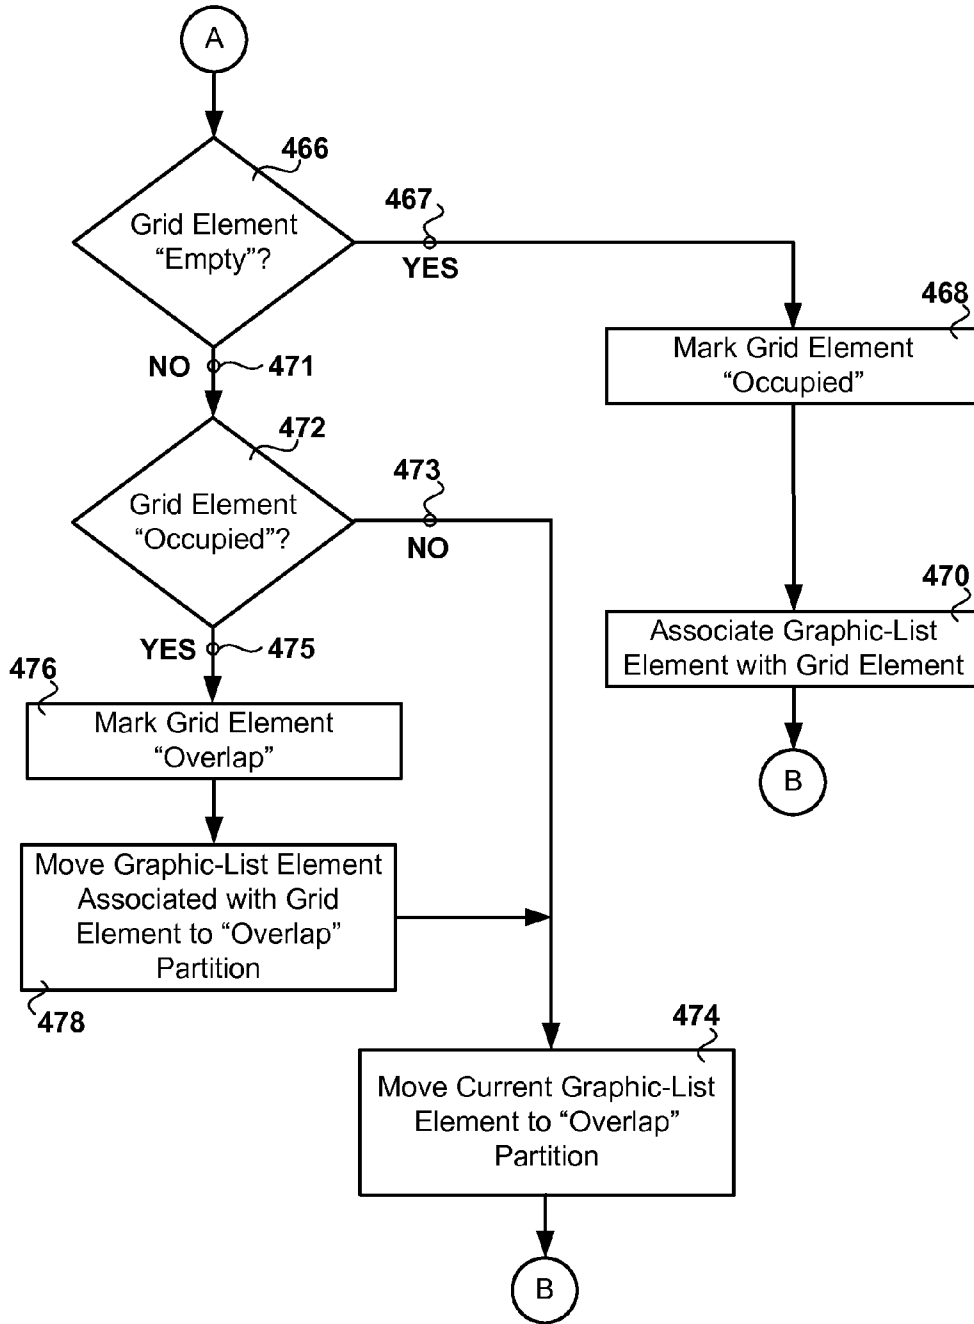 A
466
Grid Element
“Empty”?
467
YES
468
Mark Grid Element
“Occupied”
NO
471
472
Grid Element
“Occupied”?
473
NO
470
Associate Graphic-List
Element with Grid Element
B
YES
475
476
Mark Grid Element
“Overlap”
Move Graphic-List Element
Associated with Grid
Element to “Overlap”
Partition
478
474
Move Current Graphic-List
Element to “Overlap”
Partition
B